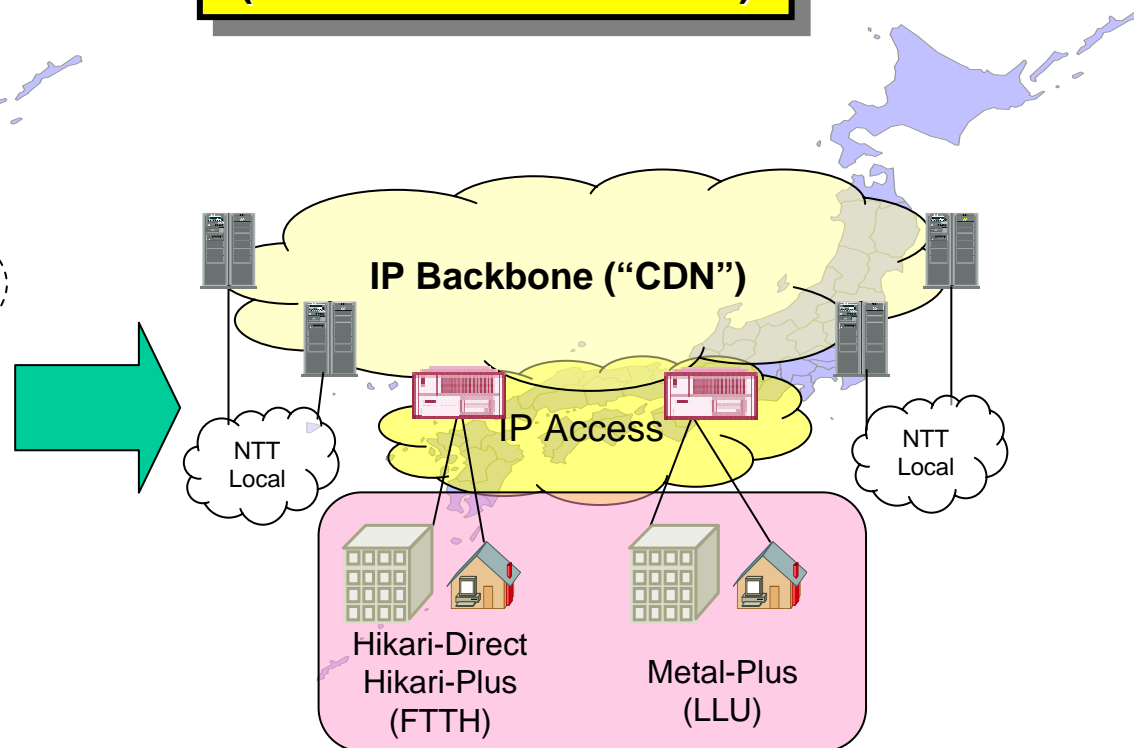 IP Backbone (“CDN”)
IP Access
NTT
Local
NTT
Local
Hikari-Direct
Hikari-Plus
(FTTH)
Metal-Plus
(LLU)